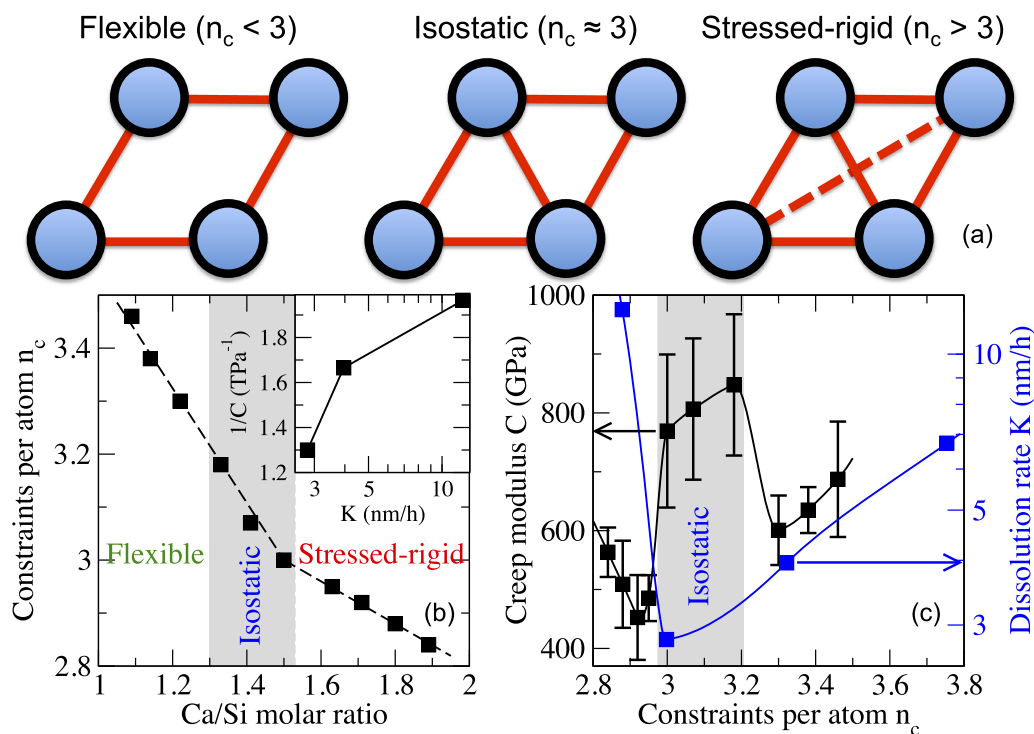 Flexible (n_c < 3)
Isostatic (n_c ≈ 3)
Stressed-rigid (n_c > 3)
(a)
Constraints per atom n_c
3.4
3.2
3
2.8
1
1.2
1.4
1.6
1.8
2
Ca/Si molar ratio
Flexible
Isostatic
Stressed-rigid
(b)
1/C (TPa⁻¹)
1.8
1.6
1.4
1.2
3
5
10
K (nm/h)
Creep modulus C (GPa)
1000
800
600
400
2.8
3
3.2
3.4
3.6
3.8
Constraints per atom n_c
Isostatic
(c)
10
5
3
Dissolution rate K (nm/h)